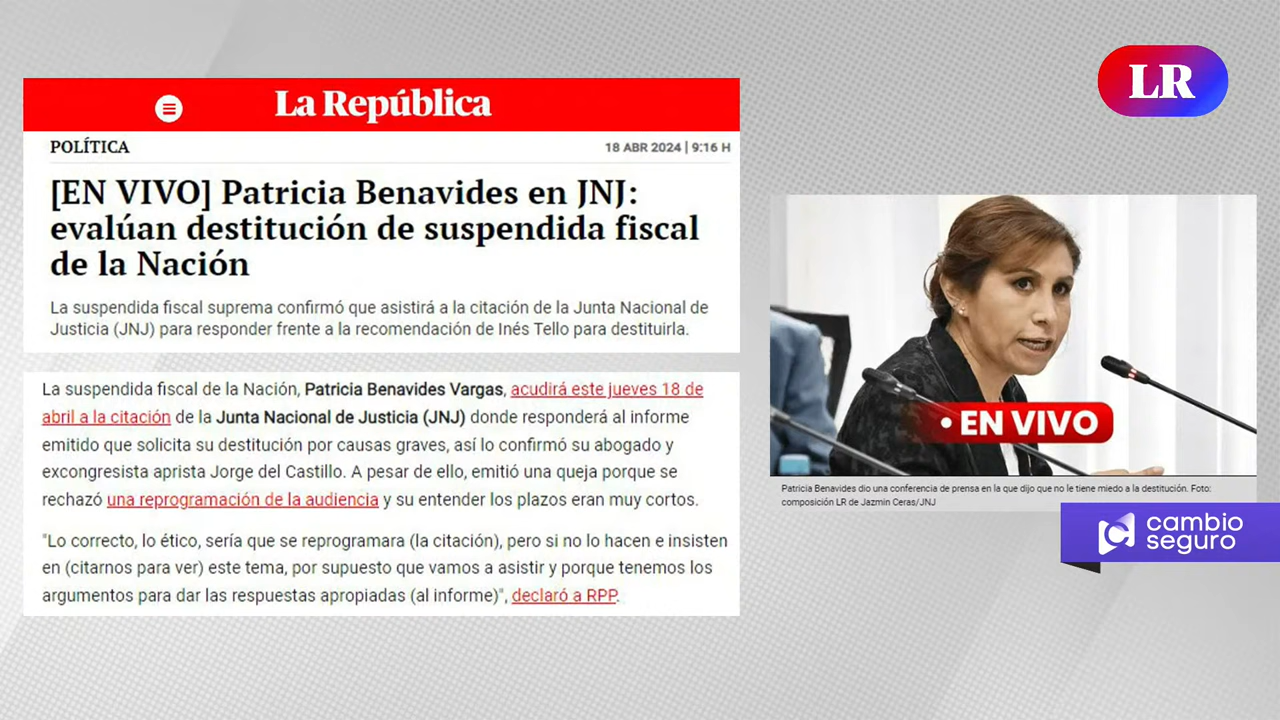 La República
POLÍTICA
18 ABR 2024 | 9:16 H
[EN VIVO] Patricia Benavides en JNJ:
evalúan destitución de suspendida fiscal
de la Nación
La suspendida fiscal suprema confirmó que asistirá a la citación de la Junta Nacional de
Justicia (JNJ) para responder frente a la recomendación de Inés Tello para destituirla.
La suspendida fiscal de la Nación, Patricia Benavides Vargas, acudirá este jueves 18 de
abril a la citación de la Junta Nacional de Justicia (JNJ) donde responderá al informe
emitido que solicita su destitución por causas graves, así lo confirmó su abogado y
excongresista aprista Jorge del Castillo. A pesar de ello, emitió una queja porque se
rechazó una reprogramación de la audiencia y su entender los plazos eran muy cortos.
"Lo correcto, lo ético, sería que se reprogramara (la citación), pero si no lo hacen e insisten
en (citarnos para ver) este tema, por supuesto que vamos a asistir y porque tenemos los
argumentos para dar las respuestas apropiadas (al informe)", declaró a RPP.
LR
• EN VIVO
Patricia Benavides dio una conferencia de prensa en la que dijo que no le tiene miedo a la destitución. Foto:
composición LR de Jazmin Ceras/JNJ
cambio
seguro